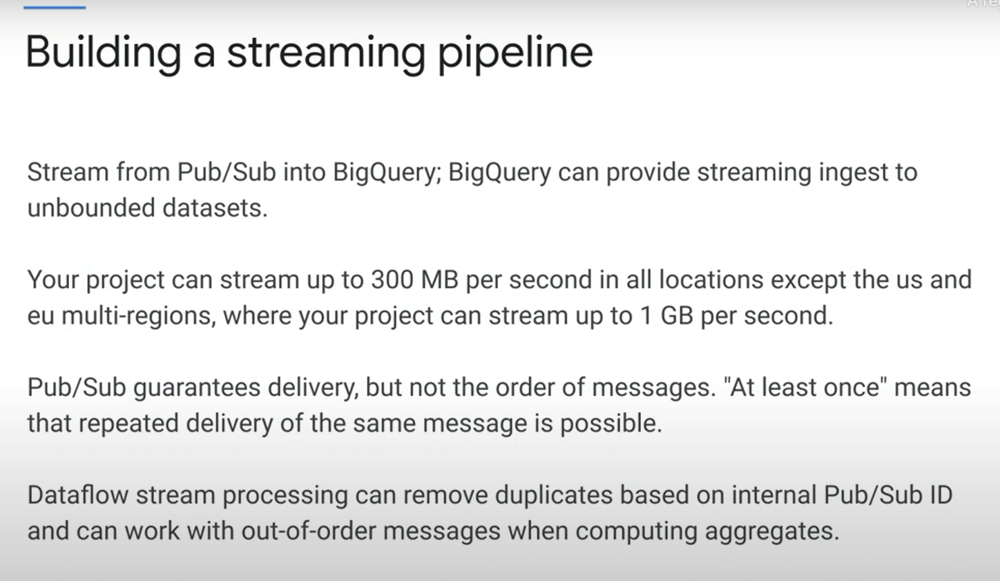 Building a streaming pipeline
Stream from Pub/Sub into BigQuery; BigQuery can provide streaming ingest to
unbounded datasets.
Your project can stream up to 300 MB per second in all locations except the us and
eu multi-regions, where your project can stream up to 1 GB per second.
Pub/Sub guarantees delivery, but not the order of messages. "At least once" means
that repeated delivery of the same message is possible.
Dataflow stream processing can remove duplicates based on internal Pub/Sub ID
and can work with out-of-order messages when computing aggregates.